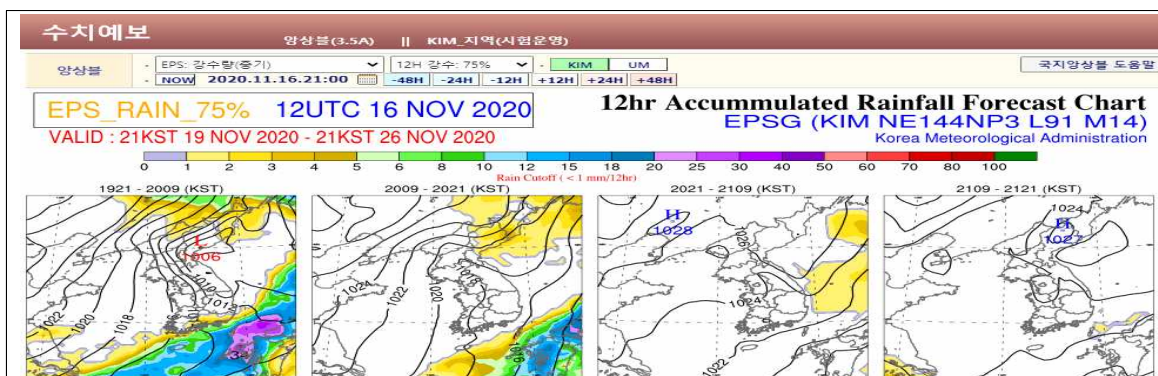 수치예보
앙상블(3.5A) || KIM_지역(시험운영)
앙상블
- EPS: 강수량(중기) 12H 강수: 75% - KIM UM
국지앙상블 도움말
- NOW 2020.11.16.21:00 -48H -24H -12H +12H +24H +48H
EPS_RAIN_75% 12UTC 16 NOV 2020
12hr Accummulated Rainfall Forecast Chart
EPSG (KIM NE144NP3 L91 M14)
VALID : 21KST 19 NOV 2020 - 21KST 26 NOV 2020
Korea Meteorological Administration
0 1 2 3 4 5 6 8 10 12 15 18 20 25 30 40 50 60 70 80 100
Rain Cutoff ( < 1 mm/12hr)
1921 - 2009 (KST) 2009 - 2021 (KST) 2021 - 2109 (KST) 2109 - 2121 (KST)
L
1006
1022
1020
1018
1024
1022
1020
1018
H
1028
1026
1024
1022
1024
H
1027